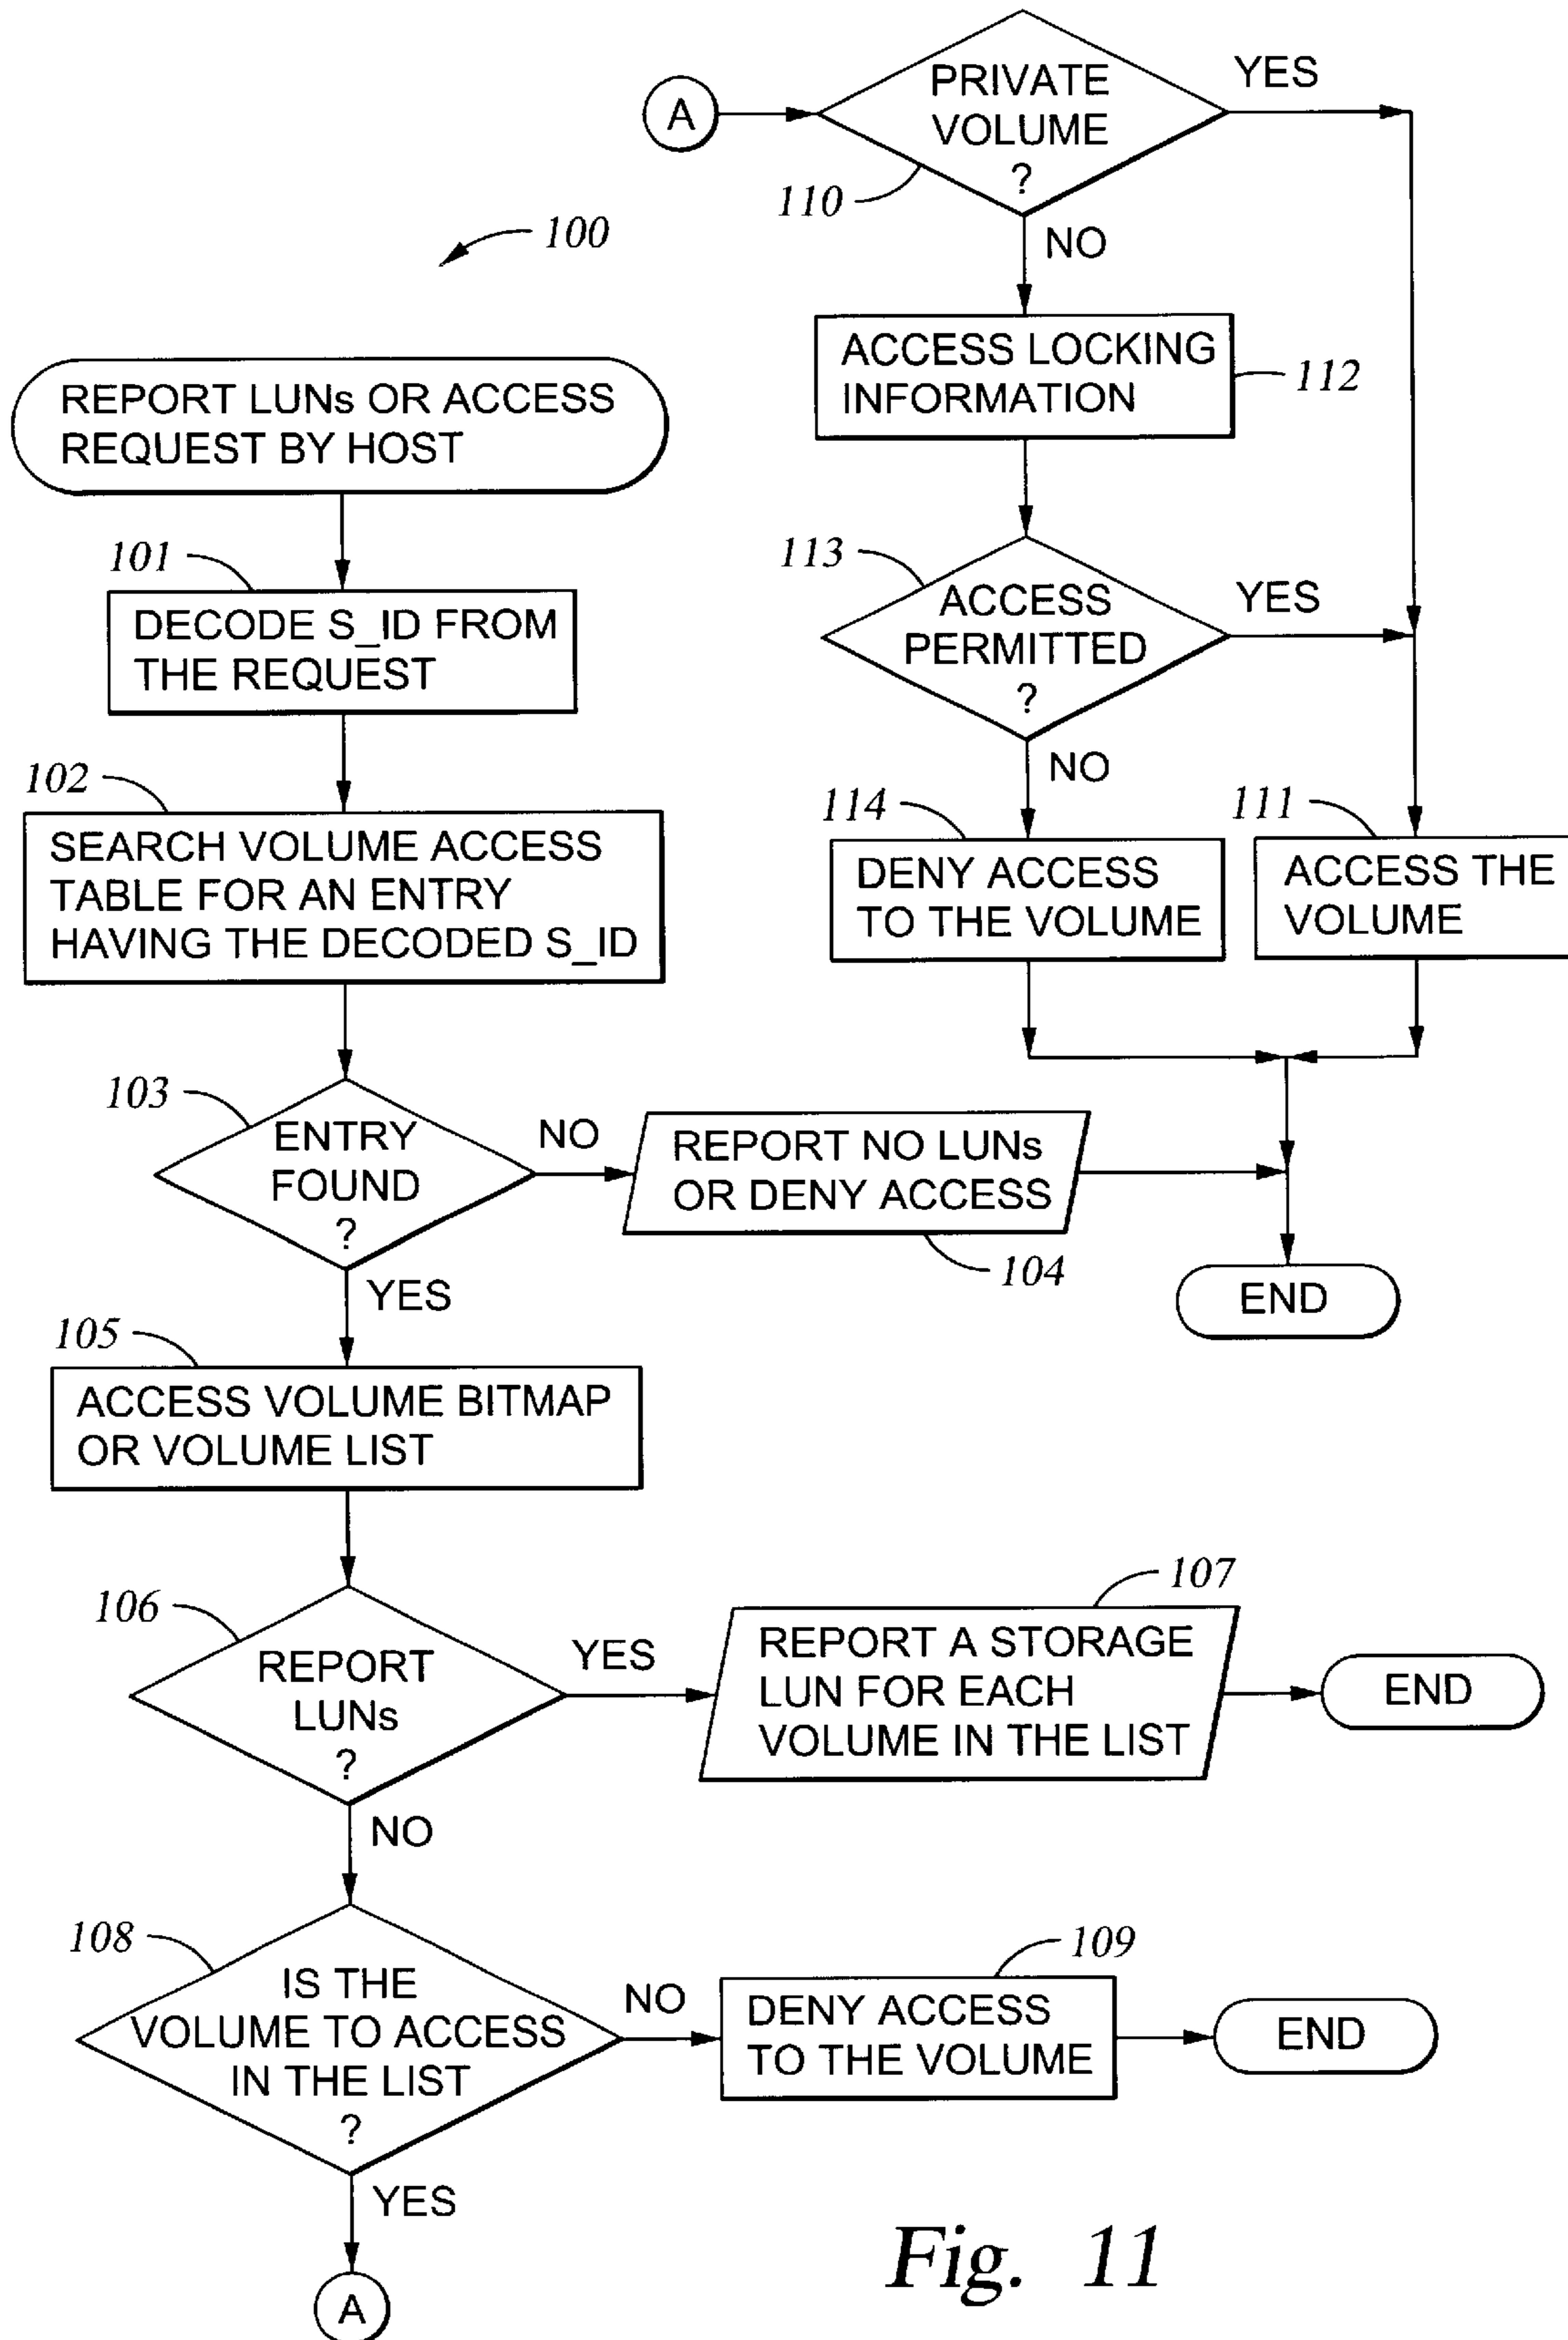 100
REPORT LUNs OR ACCESS
REQUEST BY HOST
101
DECODE S_ID FROM
THE REQUEST
102
SEARCH VOLUME ACCESS
TABLE FOR AN ENTRY
HAVING THE DECODED S_ID
103
ENTRY
FOUND
?
NO
REPORT NO LUNs
OR DENY ACCESS
104
END
YES
105
ACCESS VOLUME BITMAP
OR VOLUME LIST
106
REPORT
LUNs
?
YES
107
REPORT A STORAGE
LUN FOR EACH
VOLUME IN THE LIST
END
NO
108
IS THE
VOLUME TO ACCESS
IN THE LIST
?
NO
109
DENY ACCESS
TO THE VOLUME
END
YES
A
A
PRIVATE
VOLUME
?
110
YES
NO
ACCESS LOCKING
INFORMATION
112
113
ACCESS
PERMITTED
?
YES
NO
114
DENY ACCESS
TO THE VOLUME
111
ACCESS THE
VOLUME
Fig. 11